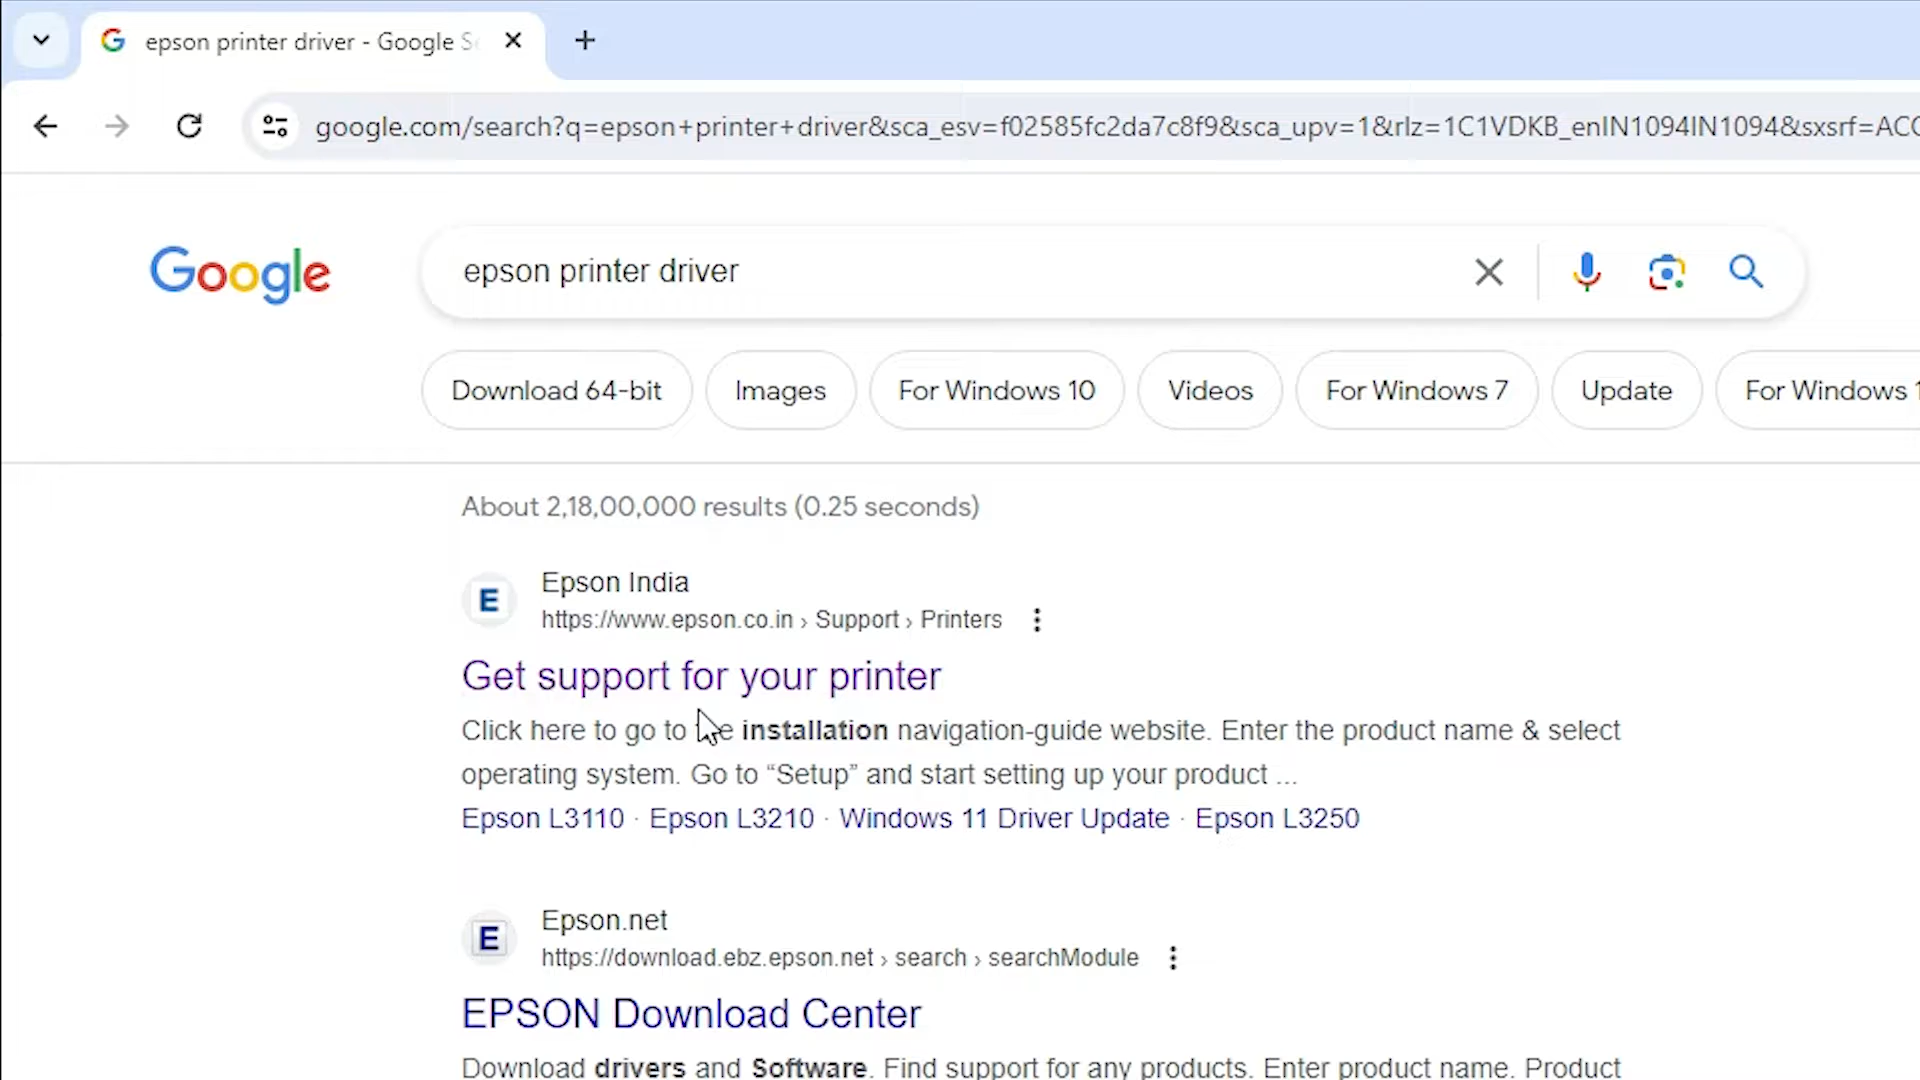 epson printer driver - Google S
google.com/search?q=epson+printer+driver&sca_esv=f02585fc2da7c8f9&sca_upv=1&rlz=1C1VDKB_enIN1094IN1094&sxsrf=ACC
Google
epson printer driver
Download 64-bit
Images
For Windows 10
Videos
For Windows 7
Update
For Windows 1
About 2,18,00,000 results (0.25 seconds)
E
Epson India
https://www.epson.co.in › Support › Printers
Get support for your printer
Click here to go to the installation navigation-guide website. Enter the product name & select
operating system. Go to “Setup” and start setting up your product ...
Epson L3110 · Epson L3210 · Windows 11 Driver Update · Epson L3250
E
Epson.net
https://download.ebz.epson.net › search › searchModule
EPSON Download Center
Download drivers and Software. Find support for any products. Enter product name. Product